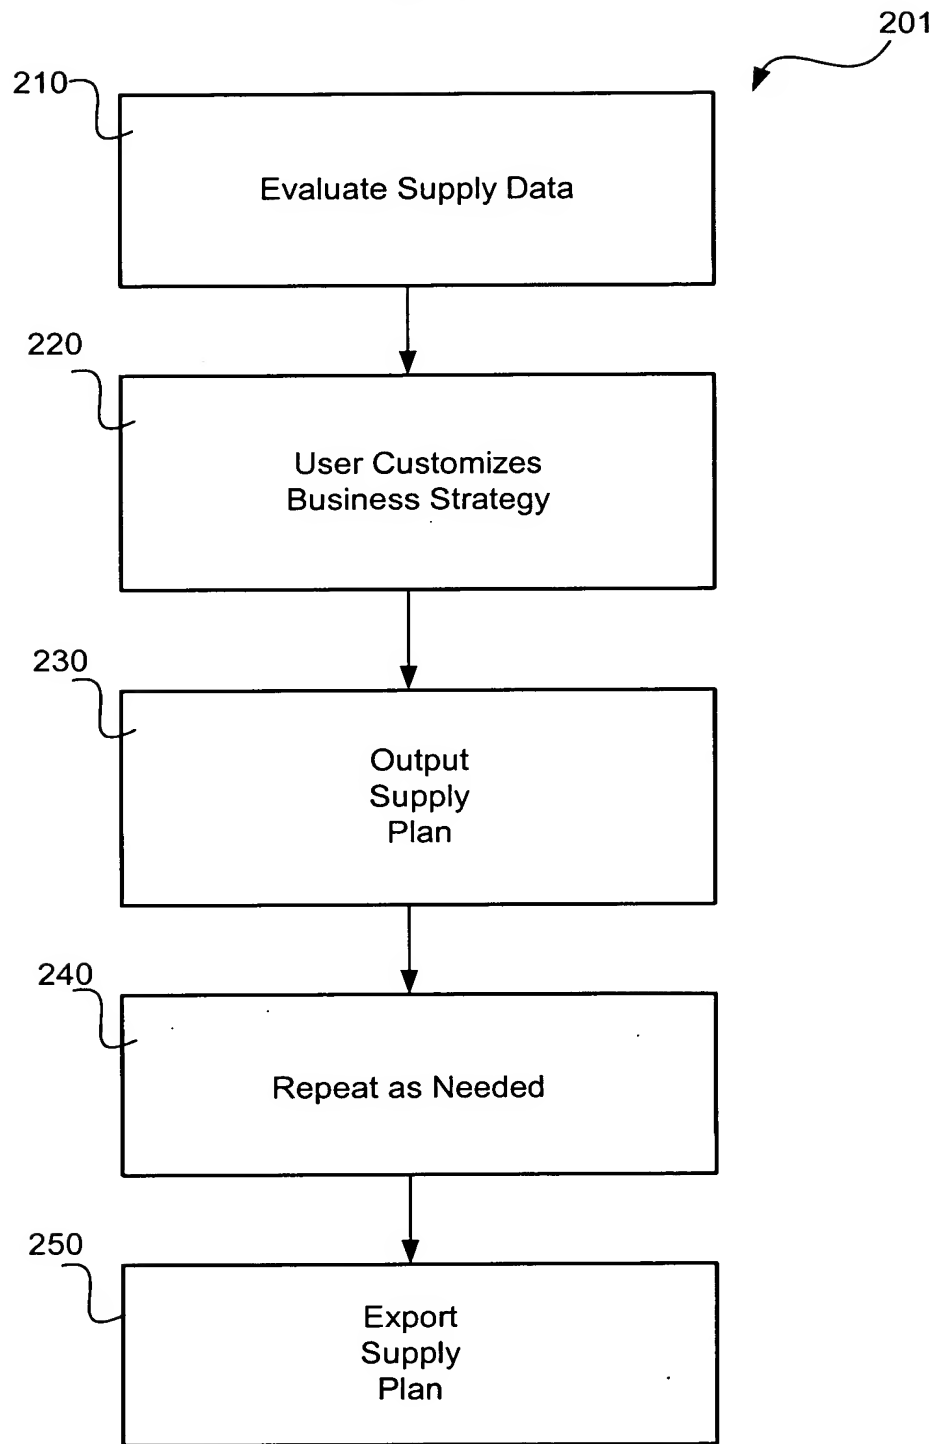 201
210
Evaluate Supply Data
220
User Customizes
Business Strategy
230
Output
Supply
Plan
240
Repeat as Needed
250
Export
Supply
Plan